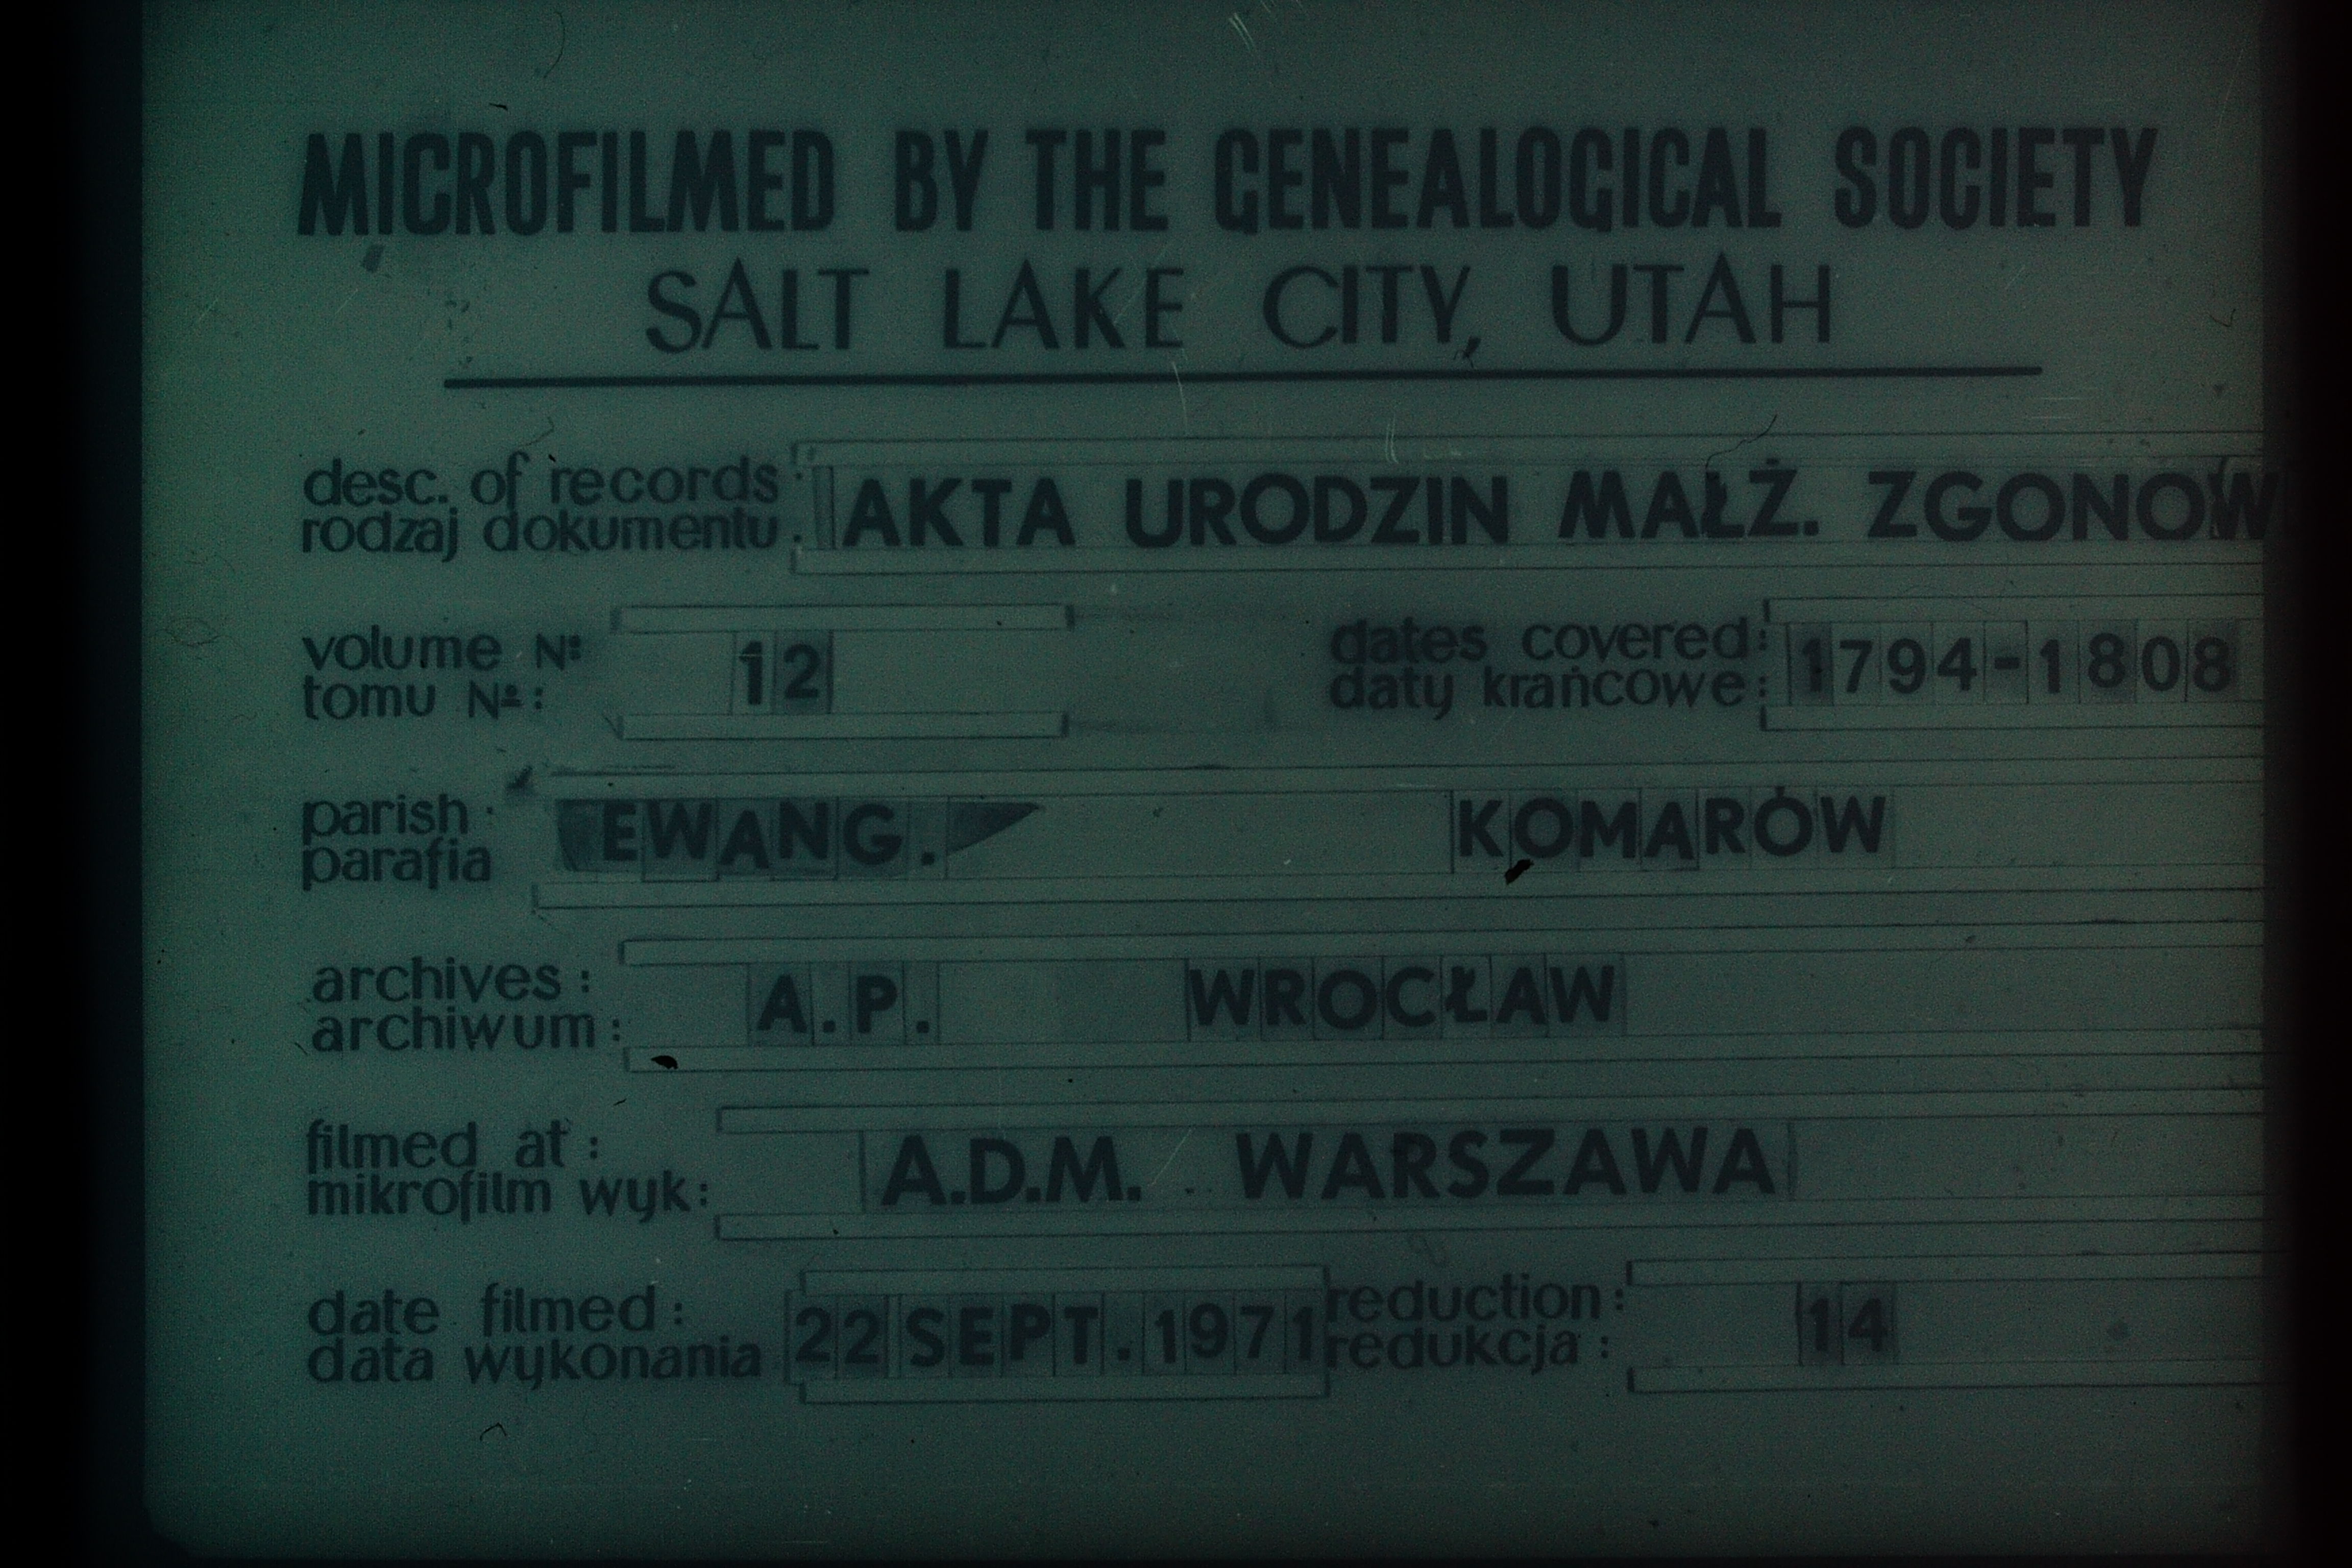 MICROFILMED BY THE GENEALOGICAL SOCIETY
SALT LAKE CITY, UTAH
desc. of records :
rodzaj dokumentu . AKTA URODZIN MAŁŻ. ZGONOW
volume Nº
tomu Nº : 12
dates covered :
daty krańcowe : 1794-1808
parish :
parafia EWANG. KOMARÓW
archives :
archiwum : A.P. WROCŁAW
filmed at :
mikrofilm wyk : A.D.M. WARSZAWA
date filmed :
data wykonania 22 SEPT. 1971
reduction :
redukcja : 14